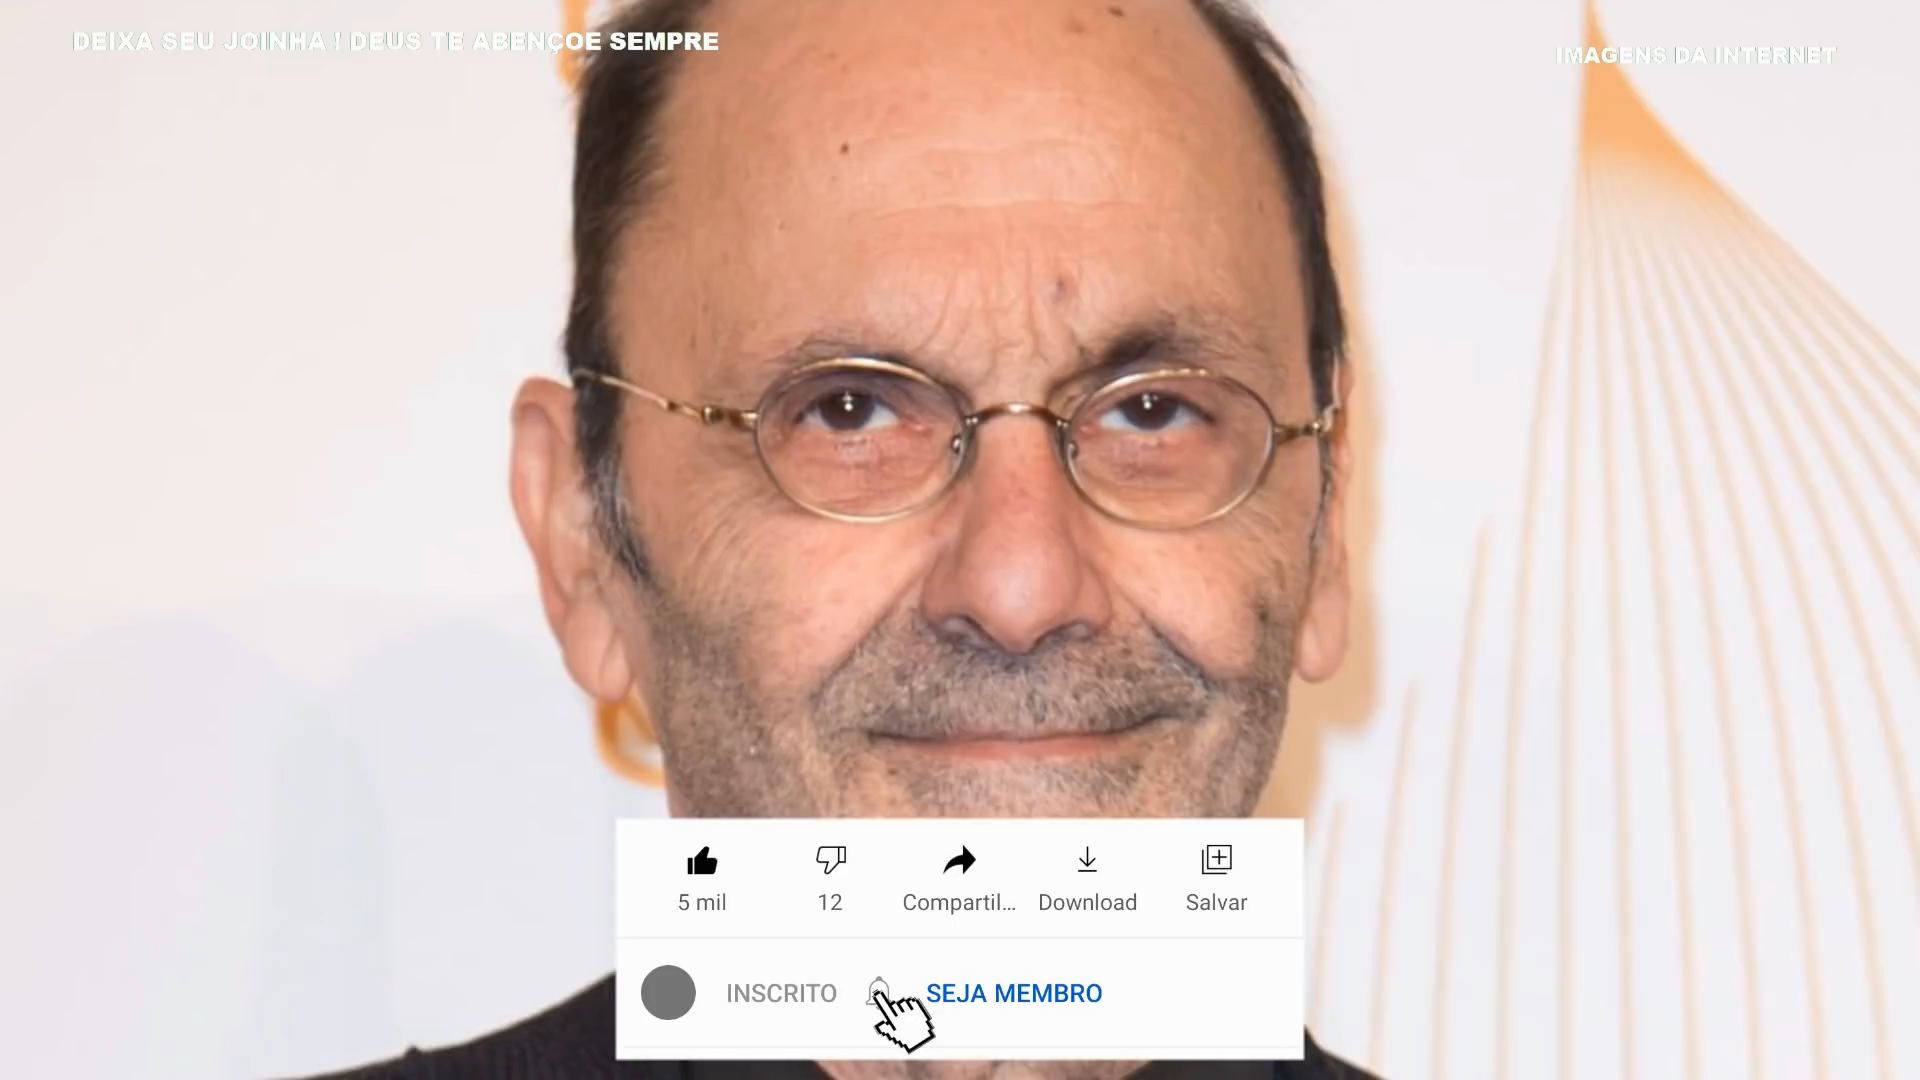 DEIXA SEU JOINHA ! DEUS TE ABENÇOE SEMPRE
IMAGENS DA INTERNET
5 mil
12
Compartil...
Download
Salvar
INSCRITO
SEJA MEMBRO